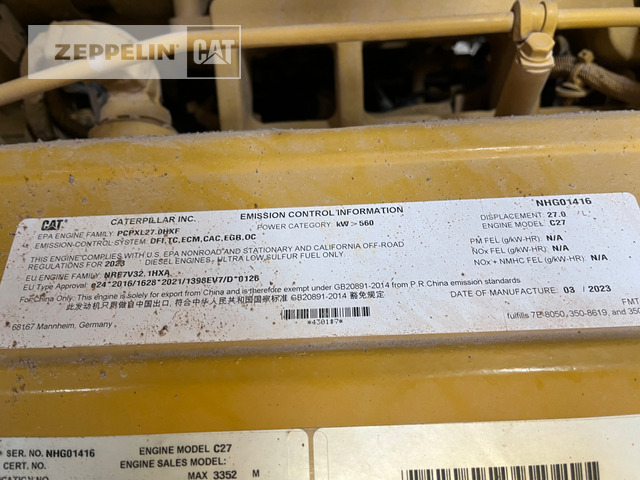 ZEPPELIN CAT
CAT CATERPILLAR INC. EMISSION CONTROL INFORMATION NHG01416
EPA ENGINE FAMILY: PCPXL27.0HKF POWER CATEGORY: kW > 560 DISPLACEMENT: 27.0 / L
EMISSION-CONTROL SYSTEM: DFI,TC,ECM,CAC,EGB,OC ENGINE MODEL: C27
THIS ENGINE COMPLIES WITH U.S. EPA NONROAD AND STATIONARY AND CALIFORNIA OFF-ROAD PM FEL (g/kW-HR): N/A
REGULATIONS FOR 2023 DIESEL ENGINES, ULTRA LOW SULFUR FUEL ONLY. NOx FEL (g/kW-HR): N/A
EU ENGINE FAMILY: NRE7V32.1HXA NOx + NMHC FEL (g/kW-HR): N/A
EU Type Approval: e24*2016/1628*2021/1398EV7/D*0126
For China Only: This engine is solely for export from China and is therefore exempt under GB20891-2014 from P.R.China emission standards
此发动机只限做自中国出口, 符合中华人民共和国国家标准 GB20891-2014 豁免规定 DATE OF MANUFACTURE: 03 / 2023
68167 Mannheim, Germany
fulfills 7E-8050, 350-8619, and 350
FMT
SER. NO. NHG01416 ENGINE MODEL C27
CERT. NO. ENGINE SALES MODEL:
MAX 3352 M